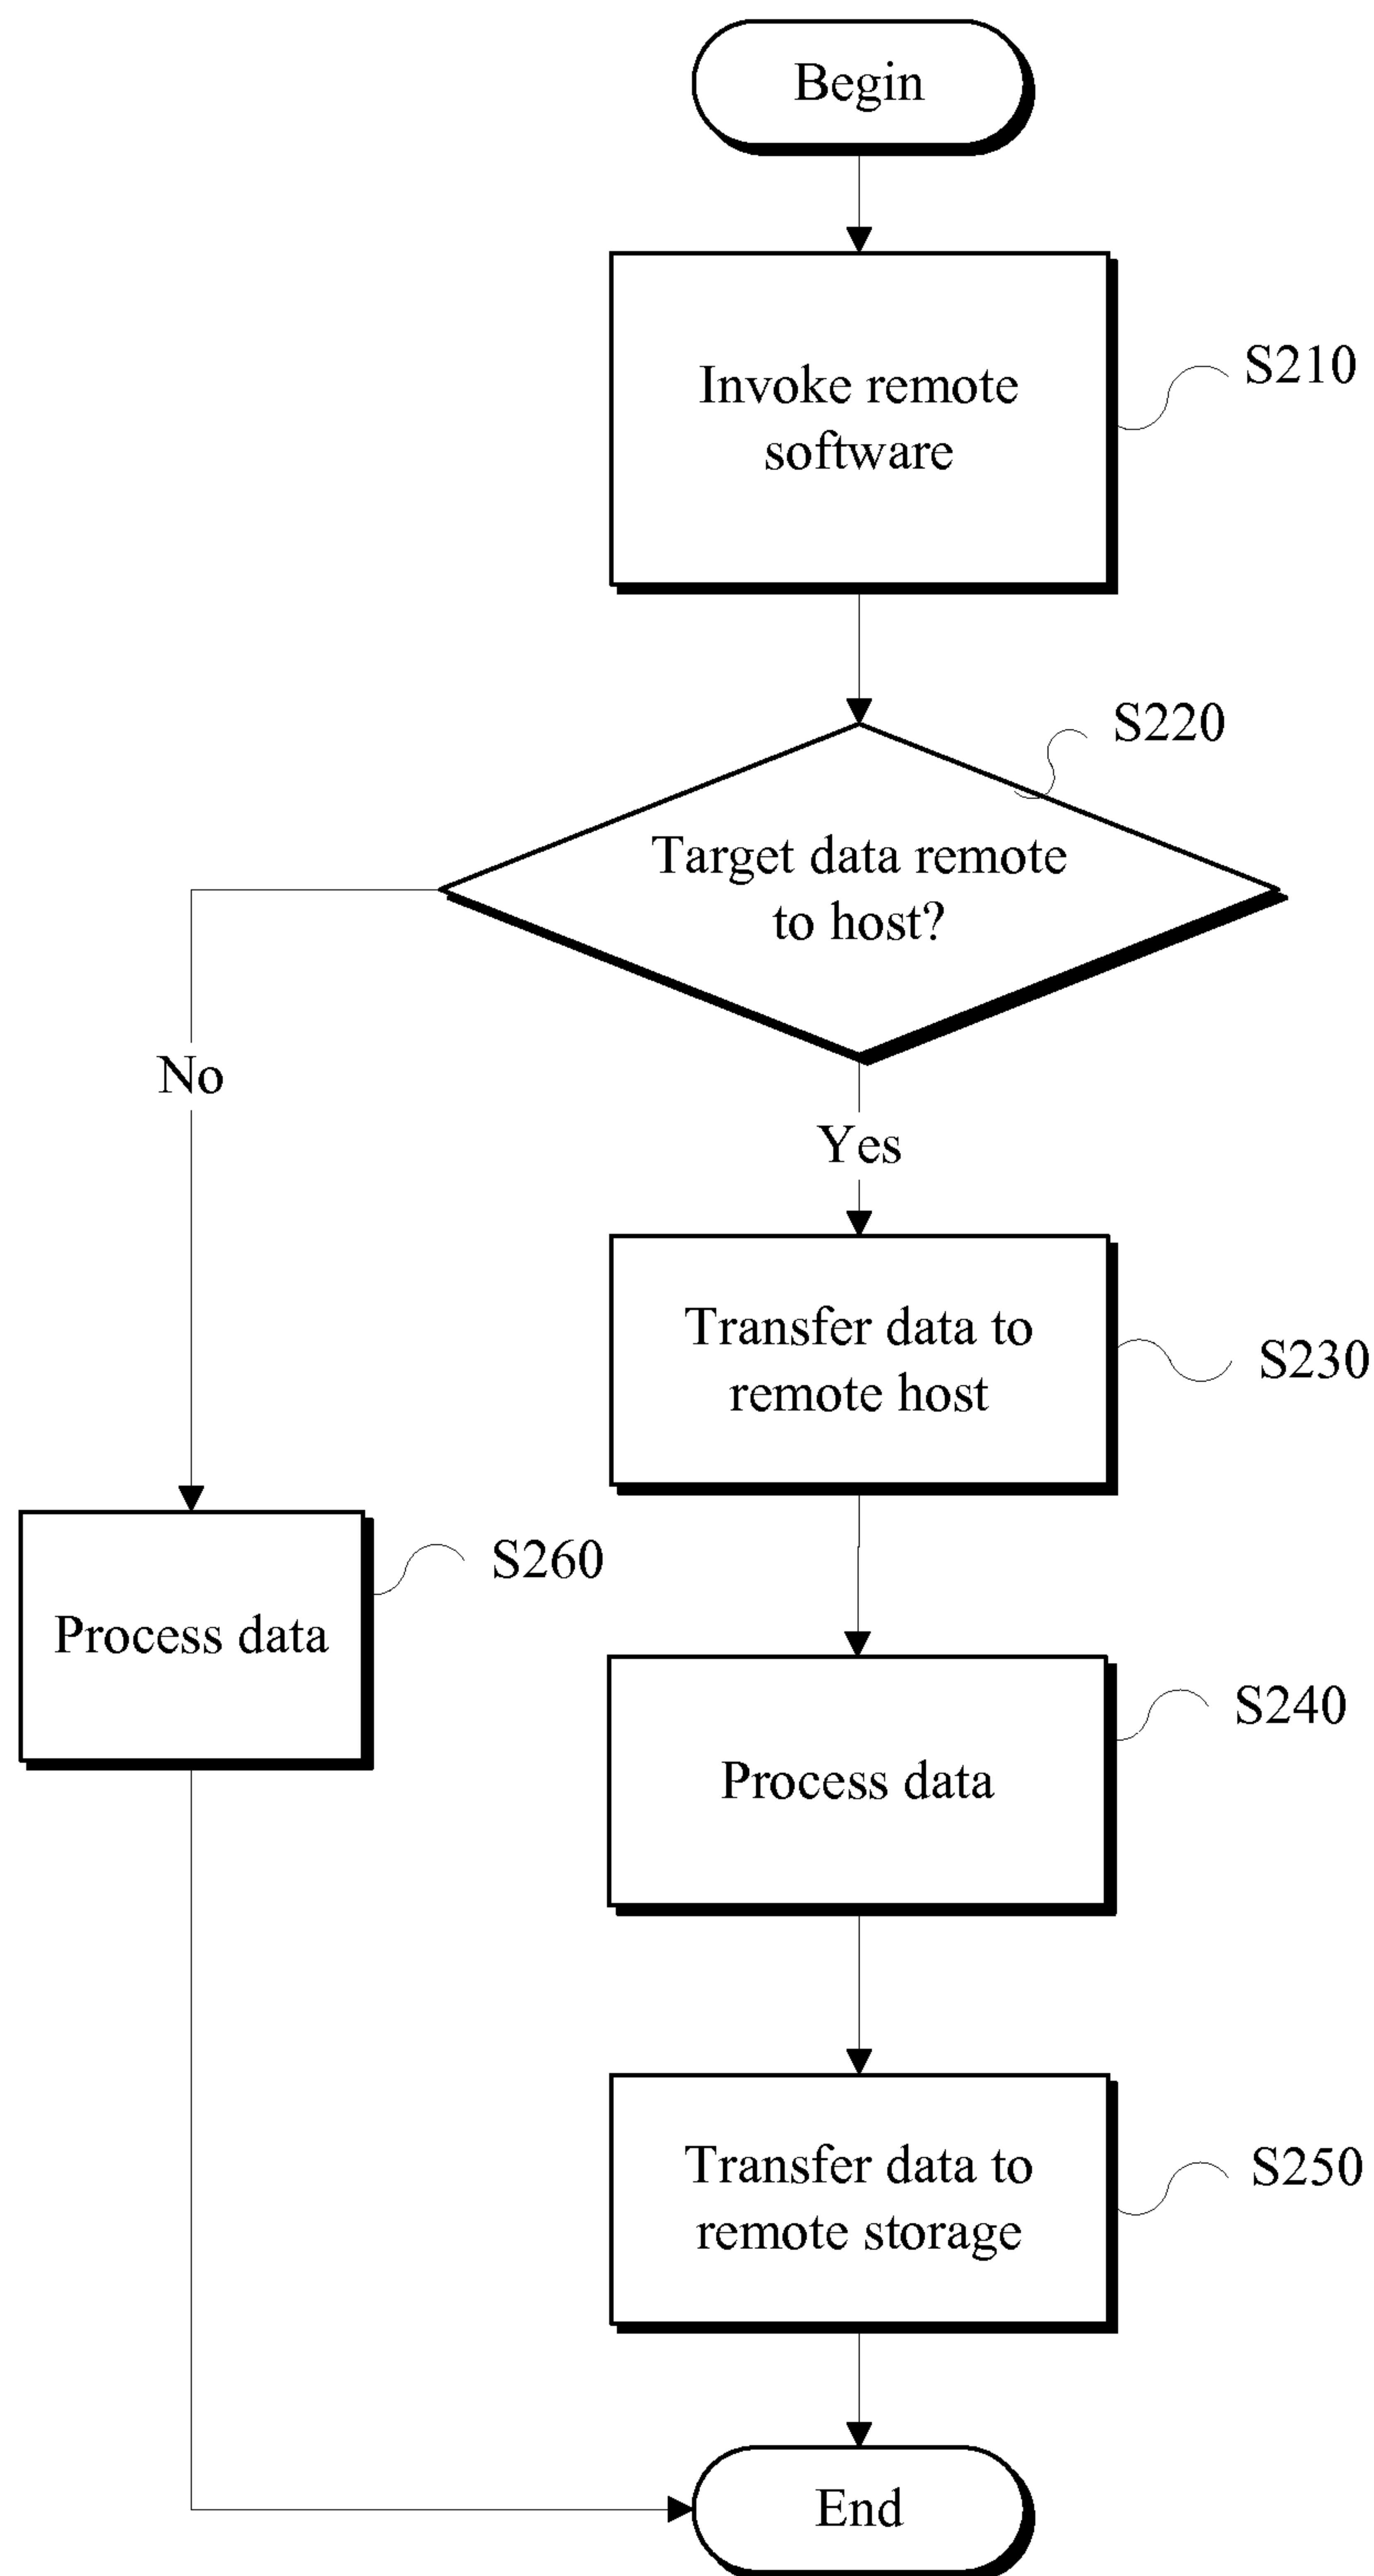 Begin
Invoke remote
software
S210
S220
Target data remote
to host?
No
Yes
Transfer data to
remote host
S230
S260
Process data
S240
Process data
Transfer data to
remote storage
S250
End